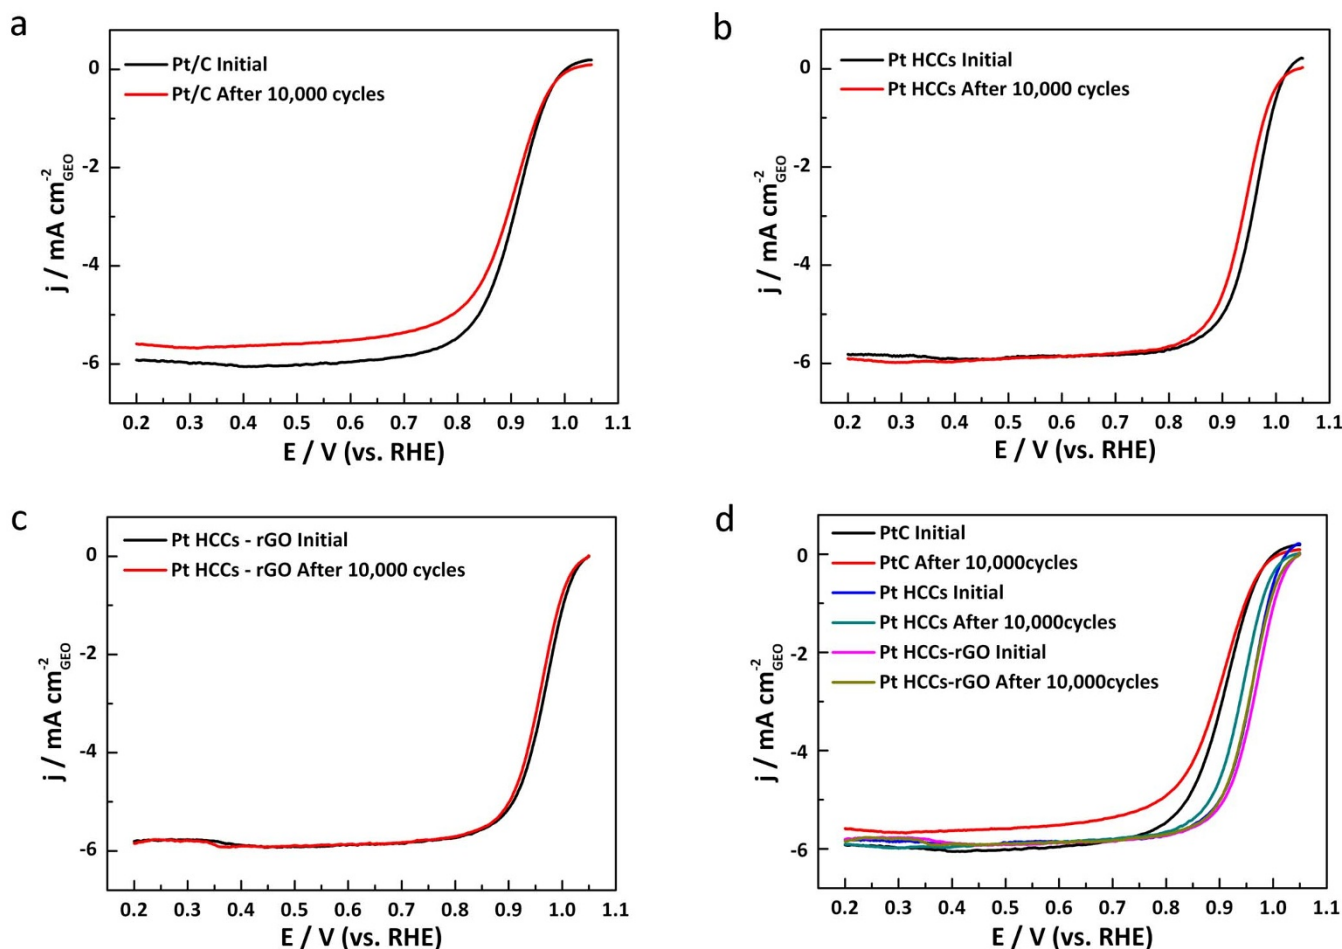 a
Pt/C Initial
Pt/C After 10,000 cycles
0
-2
-4
-6
j / mA cm-2GEO
0.2 0.3 0.4 0.5 0.6 0.7 0.8 0.9 1.0 1.1
E / V (vs. RHE)
b
Pt HCCs Initial
Pt HCCs After 10,000 cycles
0
-2
-4
-6
j / mA cm-2GEO
0.2 0.3 0.4 0.5 0.6 0.7 0.8 0.9 1.0 1.1
E / V (vs. RHE)
c
Pt HCCs - rGO Initial
Pt HCCs - rGO After 10,000 cycles
0
-2
-4
-6
j / mA cm-2GEO
0.2 0.3 0.4 0.5 0.6 0.7 0.8 0.9 1.0 1.1
E / V (vs. RHE)
d
PtC Initial
PtC After 10,000cycles
Pt HCCs Initial
Pt HCCs After 10,000cycles
Pt HCCs-rGO Initial
Pt HCCs-rGO After 10,000cycles
0
-2
-4
-6
j / mA cm-2GEO
0.2 0.3 0.4 0.5 0.6 0.7 0.8 0.9 1.0 1.1
E / V (vs. RHE)